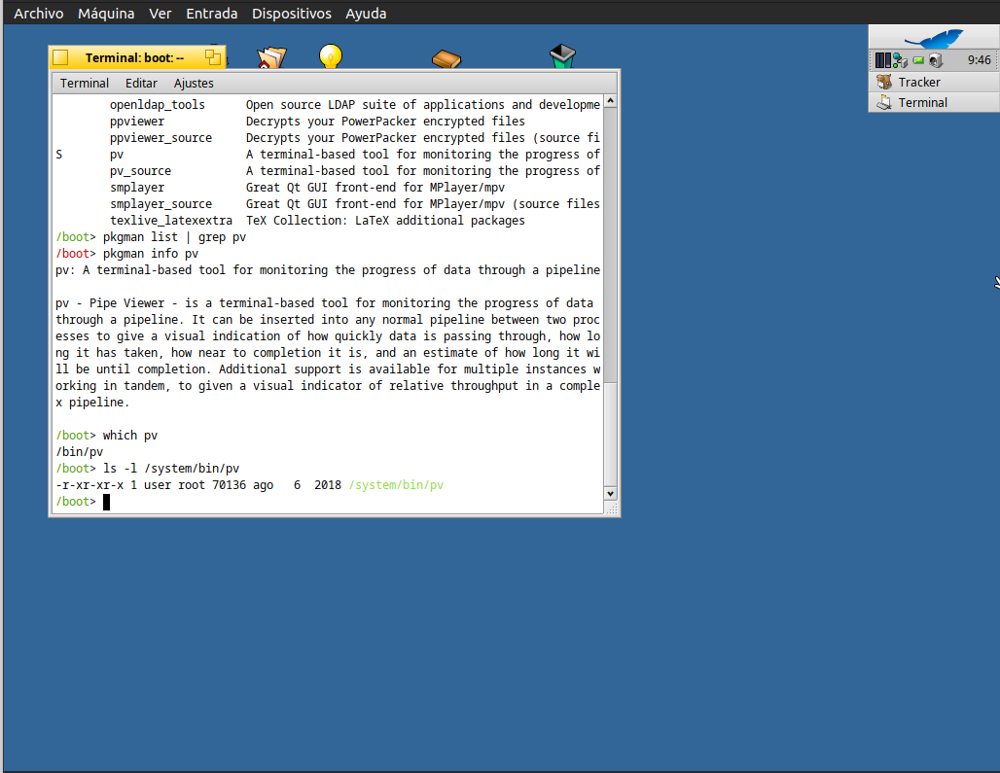 Archivo Máquina Ver Entrada Dispositivos Ayuda
Terminal: boot: --
9:46
Tracker
Terminal
Terminal Editar Ajustes
openldap_tools Open source LDAP suite of applications and developme
ppviewer Decrypts your PowerPacker encrypted files
ppviewer_source Decrypts your PowerPacker encrypted files (source fi
S pv A terminal-based tool for monitoring the progress of
pv_source A terminal-based tool for monitoring the progress of
smplayer Great Qt GUI front-end for MPlayer/mpv
smplayer_source Great Qt GUI front-end for MPlayer/mpv (source files
texlive_latexextra TeX Collection: LaTeX additional packages
/boot> pkgman list | grep pv
/boot> pkgman info pv
pv: A terminal-based tool for monitoring the progress of data through a pipeline
pv - Pipe Viewer - is a terminal-based tool for monitoring the progress of data
through a pipeline. It can be inserted into any normal pipeline between two proc
esses to give a visual indication of how quickly data is passing through, how lo
ng it has taken, how near to completion it is, and an estimate of how long it wi
ll be until completion. Additional support is available for multiple instances w
orking in tandem, to given a visual indicator of relative throughput in a comple
x pipeline.
/boot> which pv
/bin/pv
/boot> ls -l /system/bin/pv
-r-xr-xr-x 1 user root 70136 ago 6 2018 /system/bin/pv
/boot>